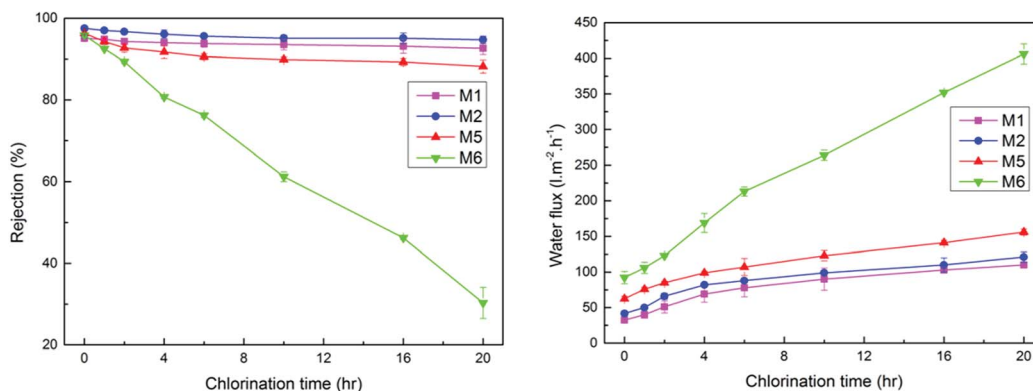 100
80
60
40
20
Rejection (%)
M1
M2
M5
M6
0 4 8 12 16 20
Chlorination time (hr)
450
400
350
300
250
200
150
100
50
0
Water flux (l.m-2.h-1)
M1
M2
M5
M6
0 4 8 12 16 20
Chlorination time (hr)